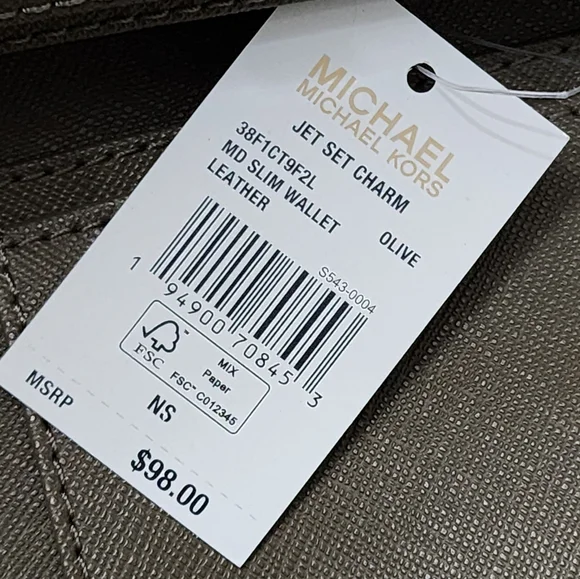 MICHAEL
MICHAEL KORS
JET SET CHARM
38F1CT9F2L
MD SLIM WALLET OLIVE
LEATHER
S543-0004
1 94900 70845 3
FSC
MIX
Paper
FSC™ C012345
MSRP NS
$98.00